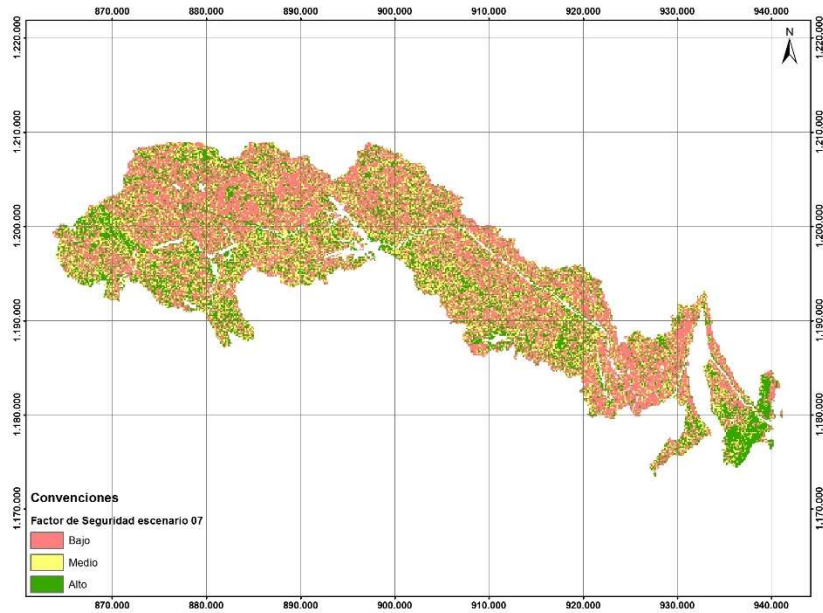 870.000 880.000 890.000 900.000 910.000 920.000 930.000 940.000
N
1.220.000 1.220.000
1.210.000 1.210.000
1.200.000 1.200.000
1.190.000 1.190.000
1.180.000 1.180.000
1.170.000 1.170.000
Convenciones
Factor de Seguridad escenario 07
Bajo
Medio
Alto
870.000 880.000 890.000 900.000 910.000 920.000 930.000 940.000